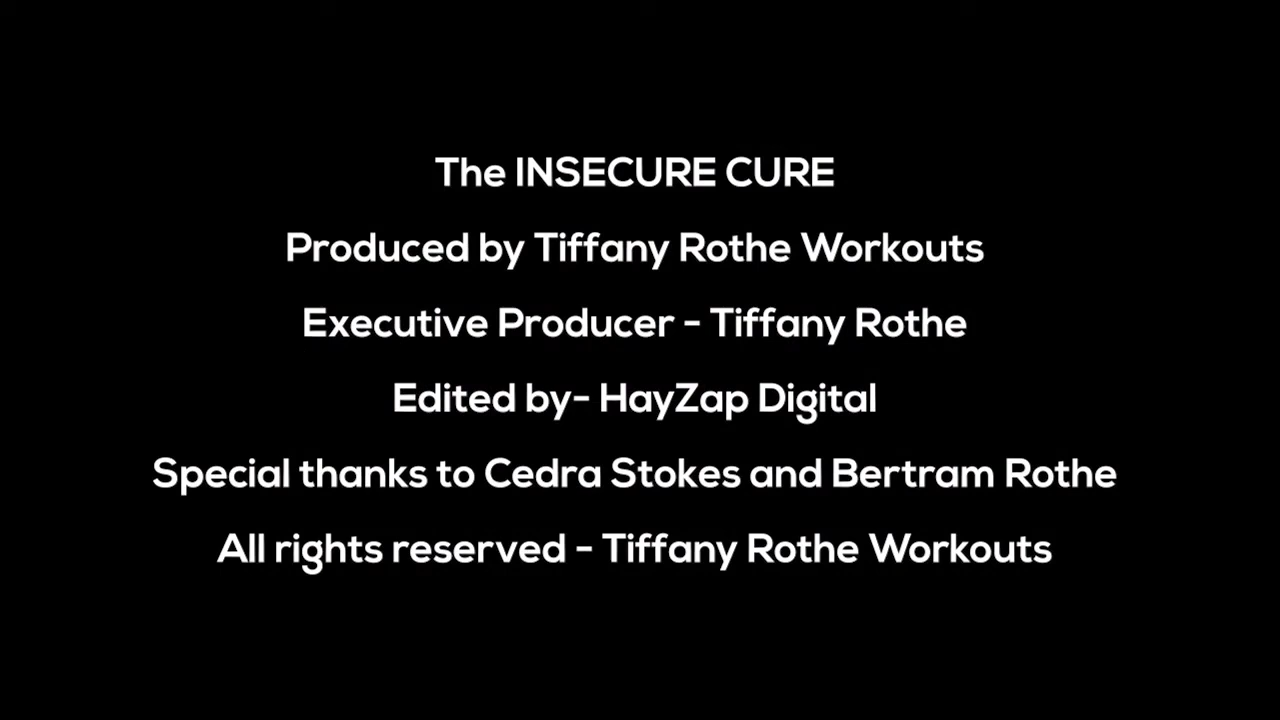 The INSECURE CURE
Produced by Tiffany Rothe Workouts
Executive Producer - Tiffany Rothe
Edited by- HayZap Digital
Special thanks to Cedra Stokes and Bertram Rothe
All rights reserved - Tiffany Rothe Workouts